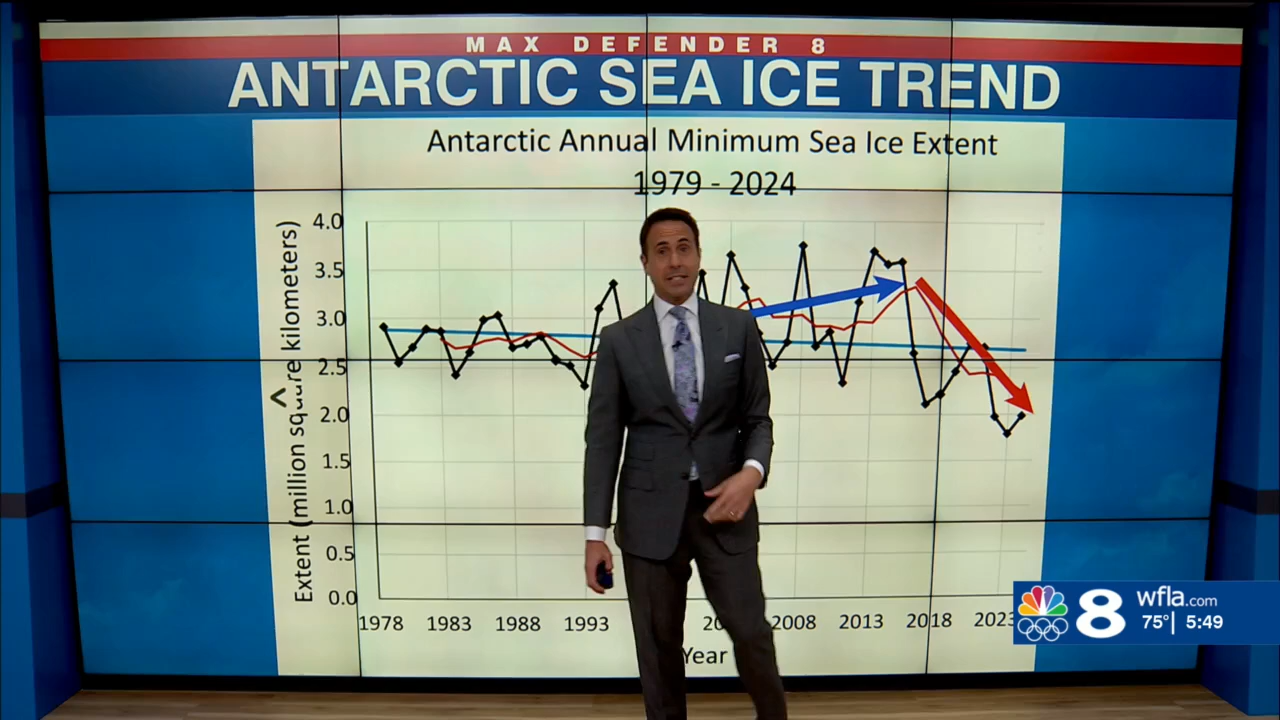 MAX DEFENDER 8
ANTARCTIC SEA ICE TREND
Antarctic Annual Minimum Sea Ice Extent
1979 - 2024
Extent (million square kilometers)
4.0
3.5
3.0
2.5
2.0
1.5
1.0
0.5
0.0
1978 1983 1988 1993 2008 2013 2018 2023
Year
8
wfla.com
75° 5:49